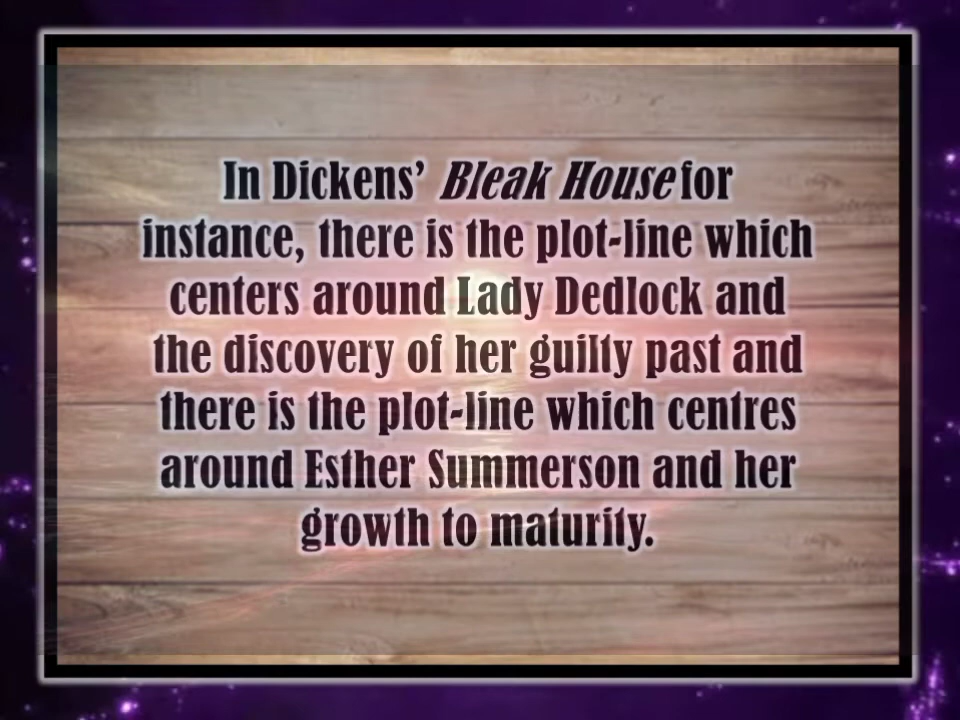 In Dickens’ Bleak House for
instance, there is the plot-line which
centers around Lady Dedlock and
the discovery of her guilty past and
there is the plot-line which centres
around Esther Summerson and her
growth to maturity.